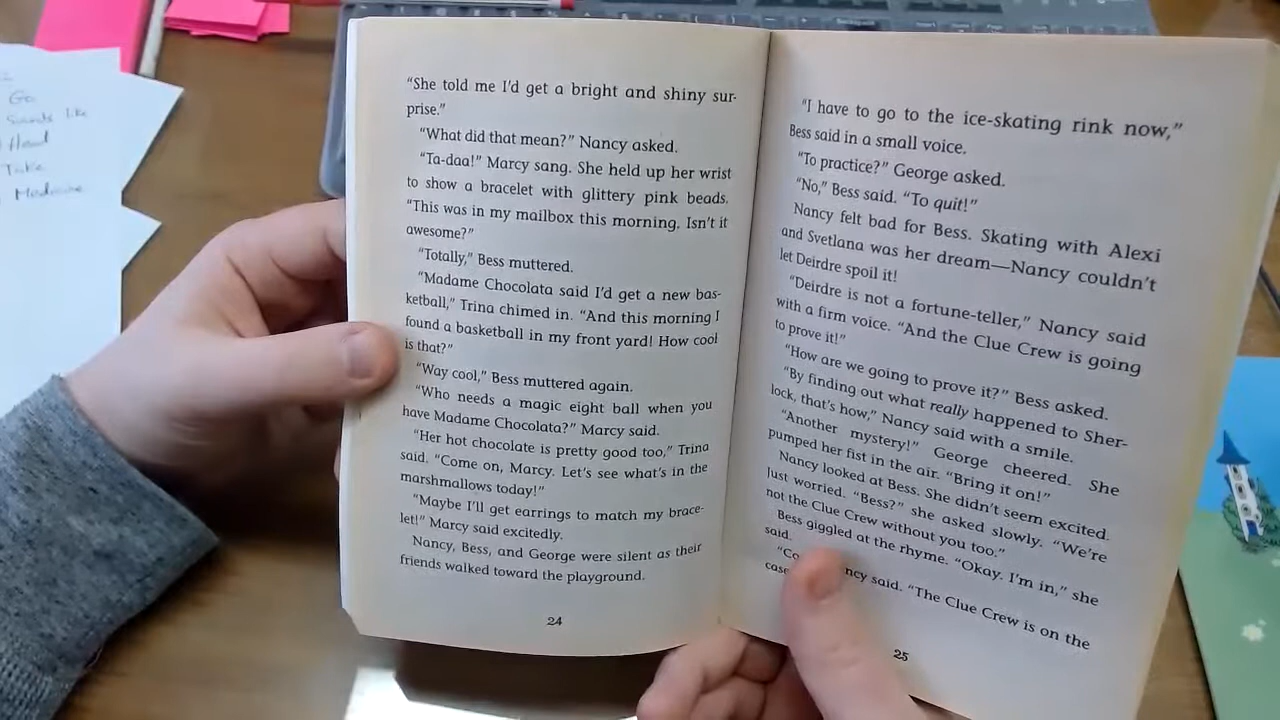 Go
Sounds like
Head
Take
Medicine
“She told me I’d get a bright and shiny sur-
prise.”
“What did that mean?” Nancy asked.
“Ta-daa!” Marcy sang. She held up her wrist
to show a bracelet with glittery pink beads.
“This was in my mailbox this morning. Isn’t it
awesome?”
“Totally,” Bess muttered.
“Madame Chocolata said I’d get a new bas-
ketball,” Trina chimed in. “And this morning I
found a basketball in my front yard! How cool
is that?”
“Way cool,” Bess muttered again.
“Who needs a magic eight ball when you
have Madame Chocolata?” Marcy said.
“Her hot chocolate is pretty good too,” Trina
said. “Come on, Marcy. Let’s see what’s in the
marshmallows today!”
“Maybe I’ll get earrings to match my brace-
let!” Marcy said excitedly.
Nancy, Bess, and George were silent as their
friends walked toward the playground.
24
“I have to go to the ice-skating rink now,”
Bess said in a small voice.
“To practice?” George asked.
“No,” Bess said. “To quit!”
Nancy felt bad for Bess. Skating with Alexi
and Svetlana was her dream—Nancy couldn’t
let Deirdre spoil it!
“Deirdre is not a fortune-teller,” Nancy said
with a firm voice. “And the Clue Crew is going
to prove it!”
“How are we going to prove it?” Bess asked.
“By finding out what really happened to Sher-
lock, that’s how,” Nancy said with a smile.
“Another mystery!” George cheered. She
pumped her fist in the air. “Bring it on!”
Nancy looked at Bess. She didn’t seem excited.
Just worried. “Bess?” she asked slowly. “We’re
not the Clue Crew without you too.”
Bess giggled at the rhyme. “Okay. I’m in,” she
said.
said. “The Clue Crew is on the
25